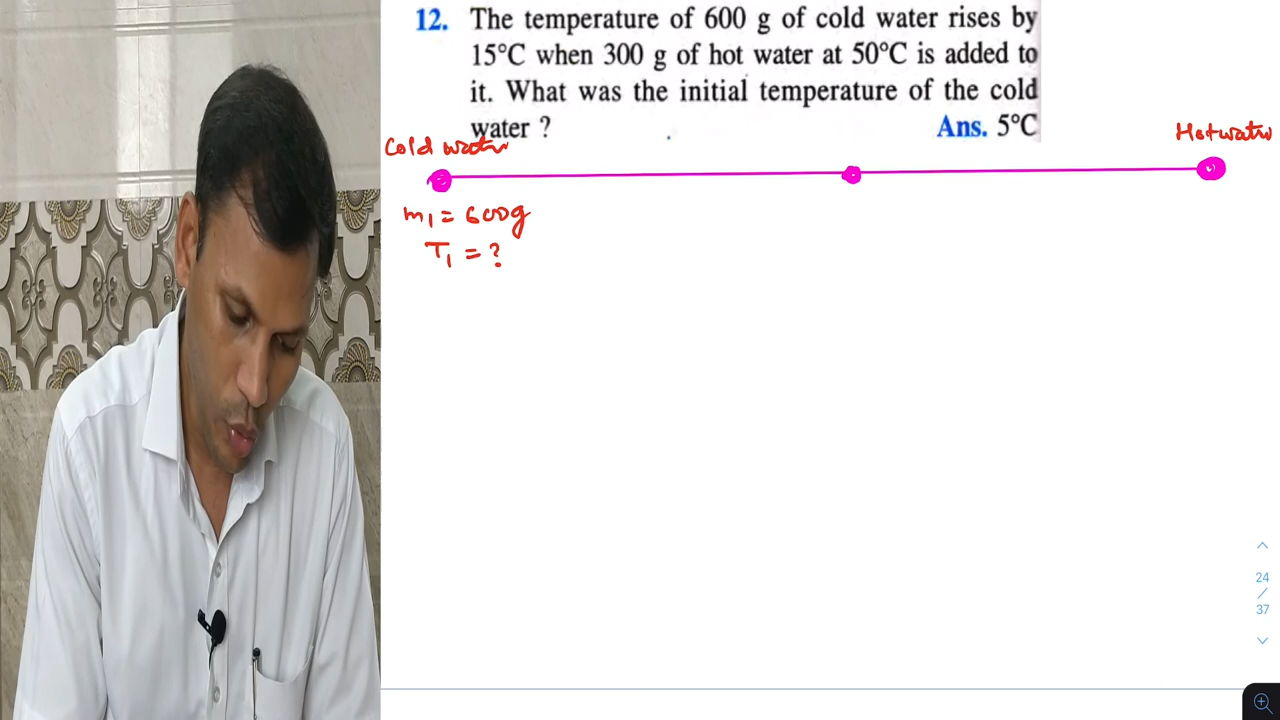 12. The temperature of 600 g of cold water rises by
15°C when 300 g of hot water at 50°C is added to
it. What was the initial temperature of the cold
water ? Ans. 5°C
Cold water
Hot water
m₁ = 600g
T₁ = ?
24
/
37